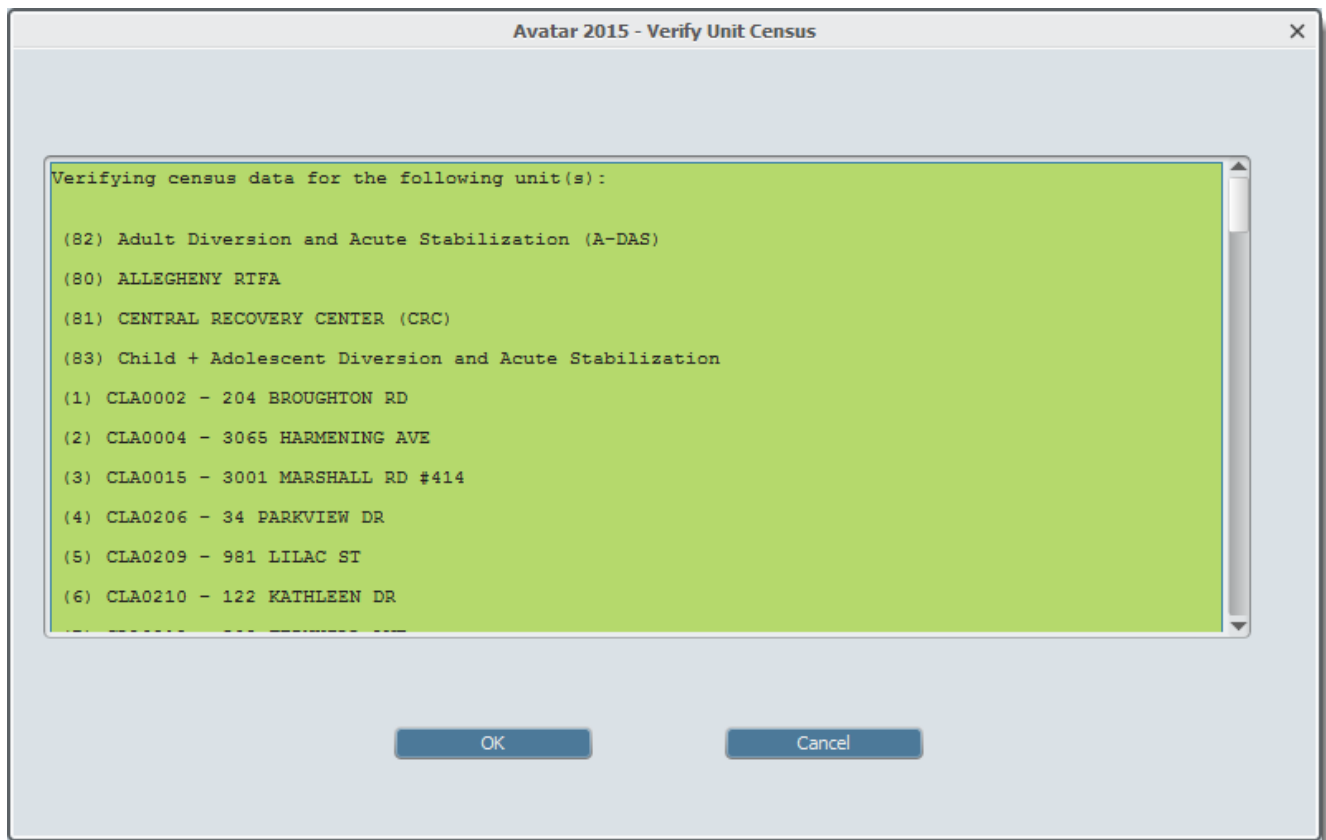 Avatar 2015 - Verify Unit Census
Verifying census data for the following unit(s):
(82) Adult Diversion and Acute Stabilization (A-DAS)
(80) ALLEGHENY RTFA
(81) CENTRAL RECOVERY CENTER (CRC)
(83) Child + Adolescent Diversion and Acute Stabilization
(1) CLA0002 - 204 BROUGHTON RD
(2) CLA0004 - 3065 HARMENING AVE
(3) CLA0015 - 3001 MARSHALL RD #414
(4) CLA0206 - 34 PARKVIEW DR
(5) CLA0209 - 981 LILAC ST
(6) CLA0210 - 122 KATHLEEN DR
OK Cancel